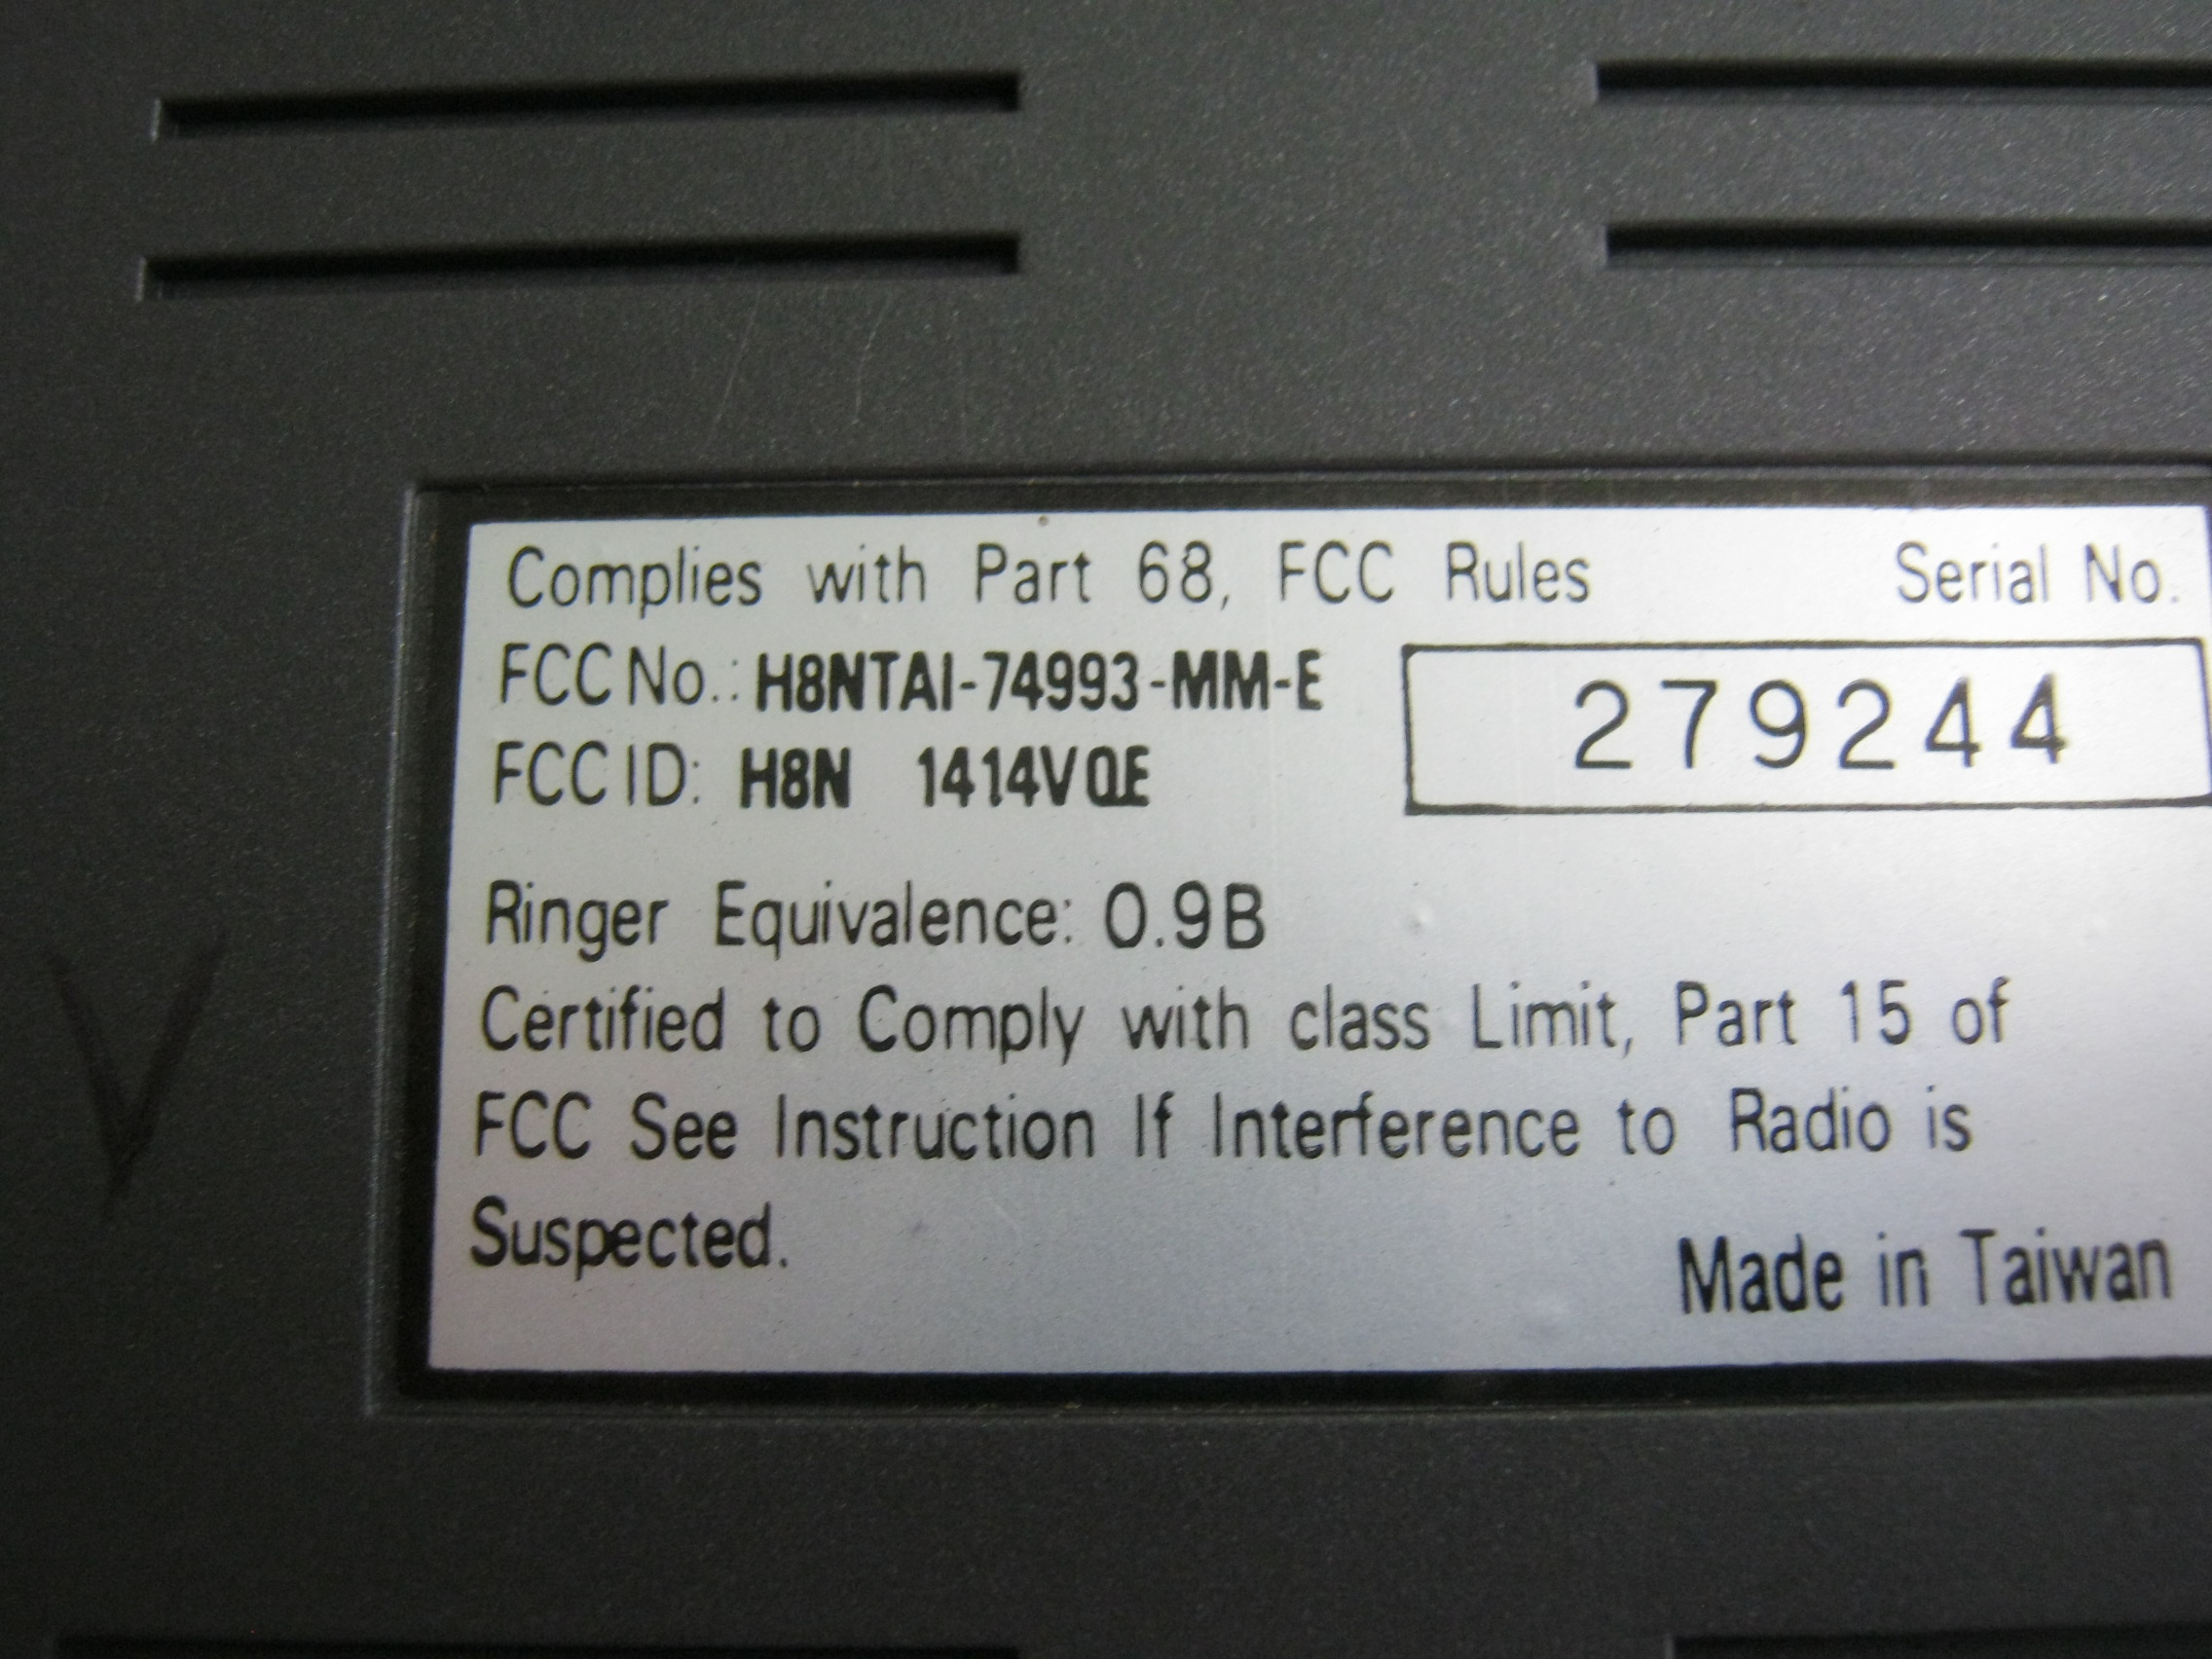 Complies with Part 68, FCC Rules Serial No.
FCC No.: H8NTAI-74993-MM-E
279244
FCC ID: H8N 1414VQE
Ringer Equivalence: 0.9B
Certified to Comply with class Limit, Part 15 of
FCC See Instruction If Interference to Radio is
Suspected.
Made in Taiwan